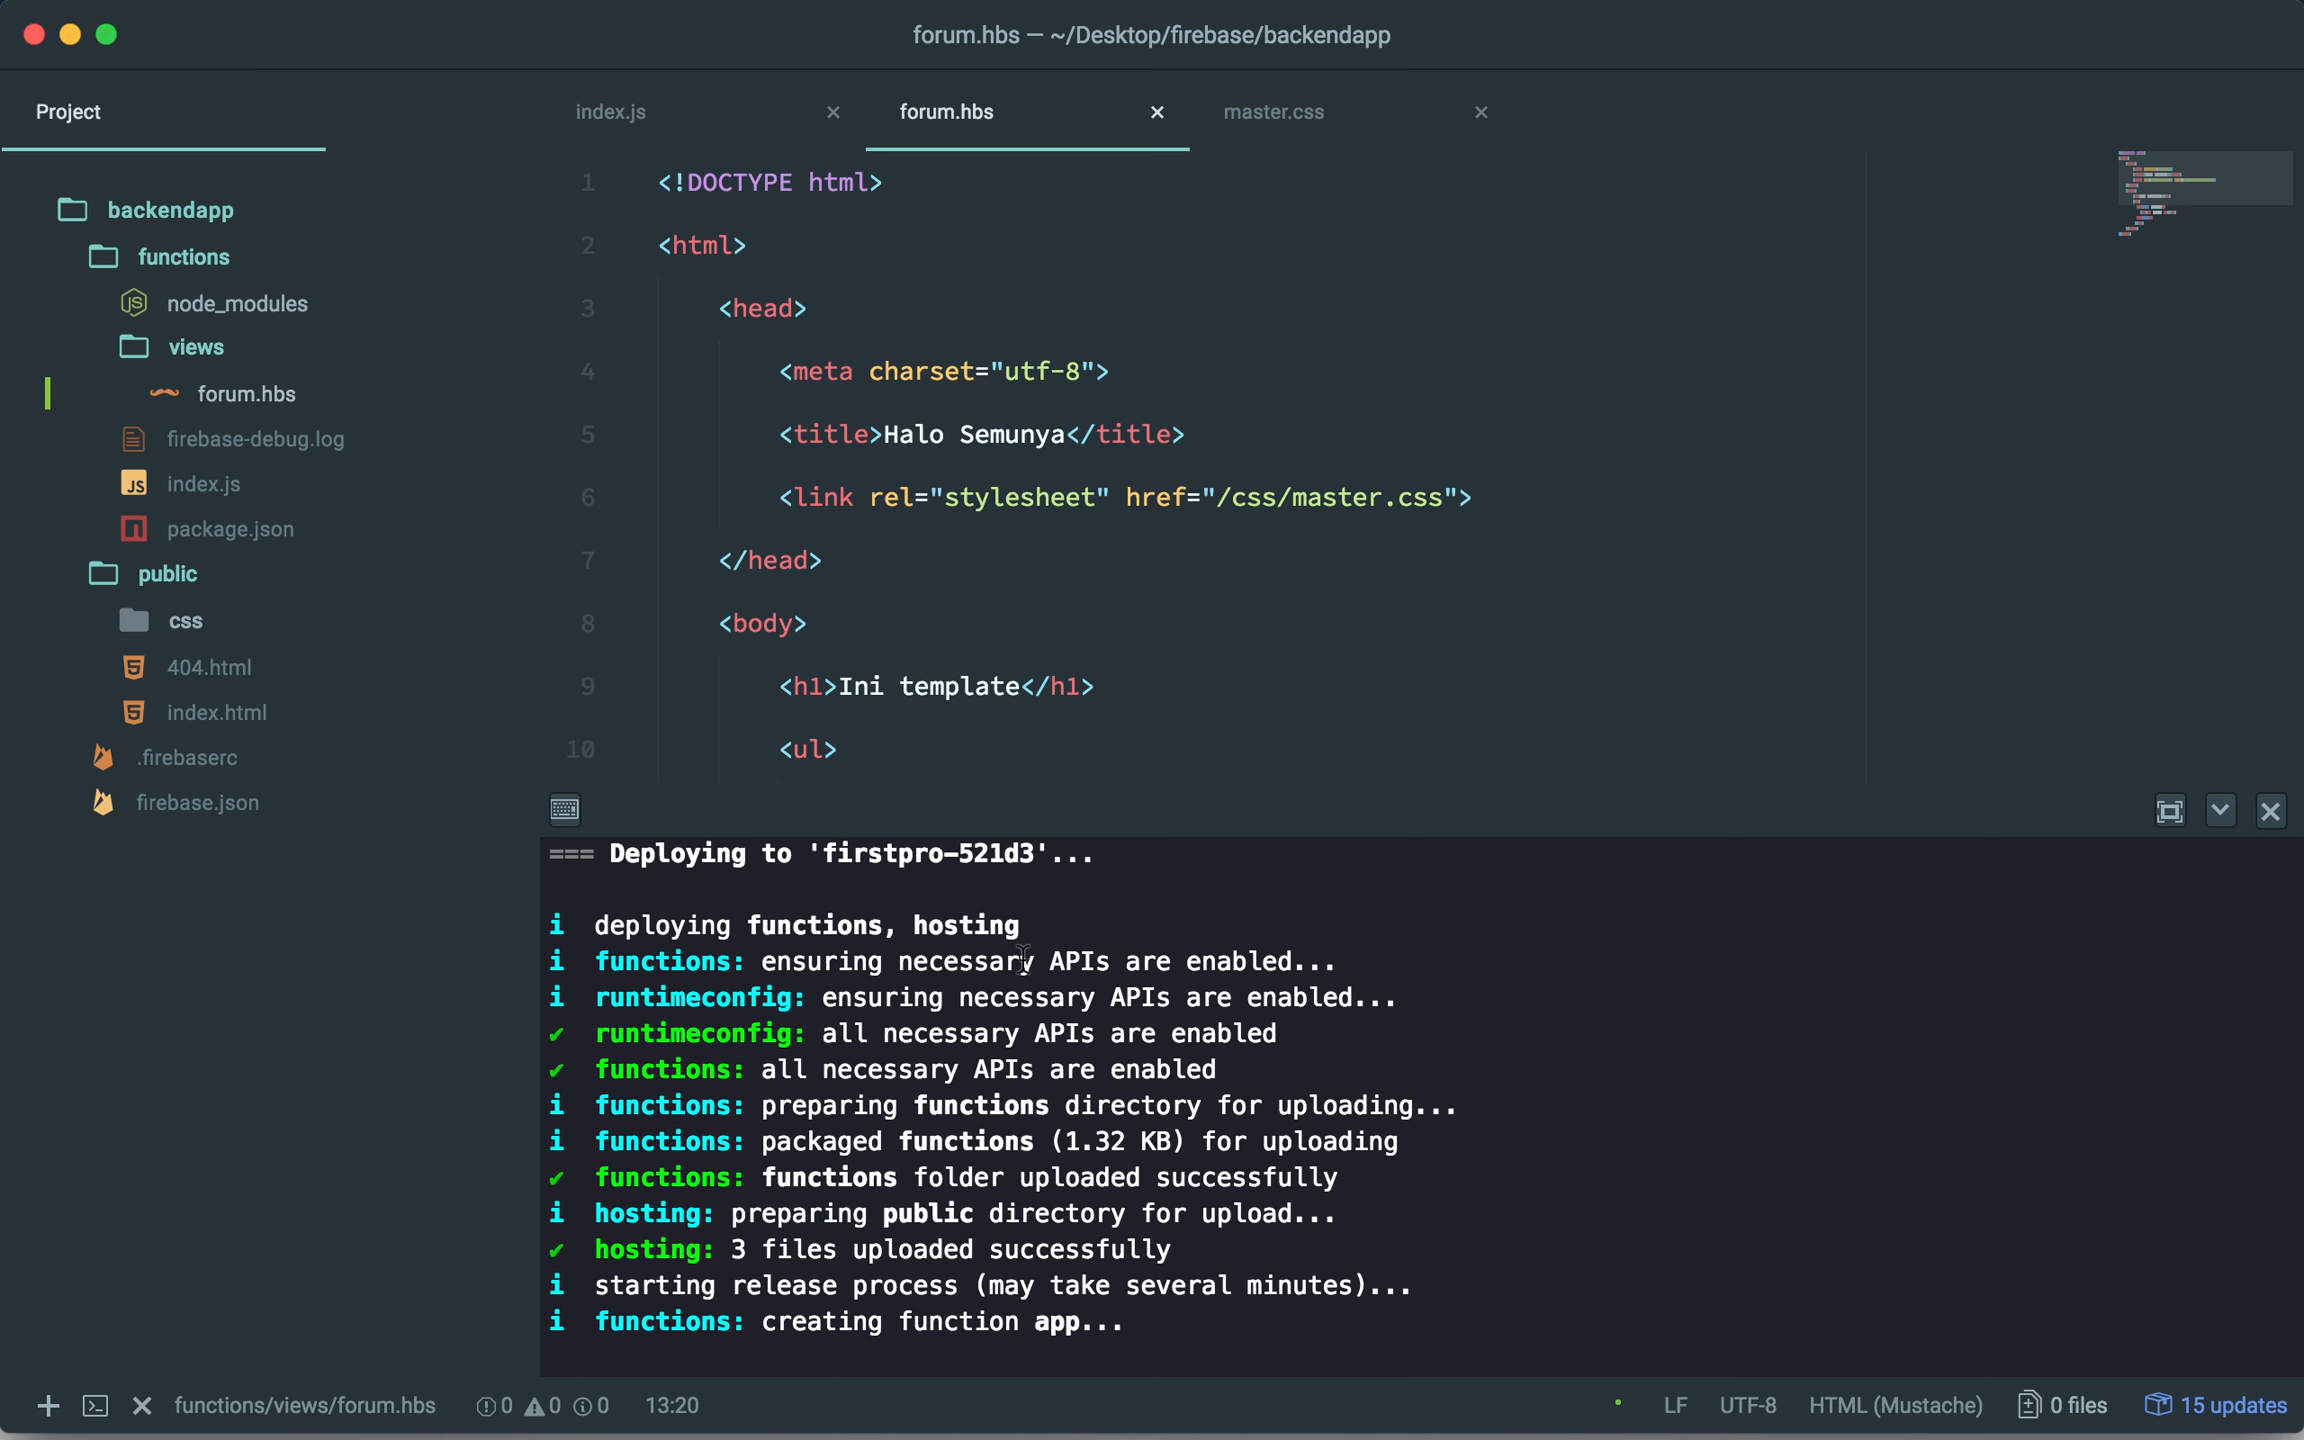 forum.hbs — ~/Desktop/firebase/backendapp
Project
index.js
forum.hbs
master.css
backendapp
functions
node_modules
views
forum.hbs
firebase-debug.log
index.js
package.json
public
css
404.html
index.html
.firebaserc
firebase.json
1 <!DOCTYPE html>
2 <html>
3 <head>
4 <meta charset="utf-8">
5 <title>Halo Semunya</title>
6 <link rel="stylesheet" href="/css/master.css">
7 </head>
8 <body>
9 <h1>Ini template</h1>
10 <ul>
=== Deploying to 'firstpro-521d3'...
i deploying functions, hosting
i functions: ensuring necessary APIs are enabled...
i runtimeconfig: ensuring necessary APIs are enabled...
✔ runtimeconfig: all necessary APIs are enabled
✔ functions: all necessary APIs are enabled
i functions: preparing functions directory for uploading...
i functions: packaged functions (1.32 KB) for uploading
✔ functions: functions folder uploaded successfully
i hosting: preparing public directory for upload...
✔ hosting: 3 files uploaded successfully
i starting release process (may take several minutes)...
i functions: creating function app...
functions/views/forum.hbs 0 0 0 13:20 LF UTF-8 HTML (Mustache) 0 files 15 updates